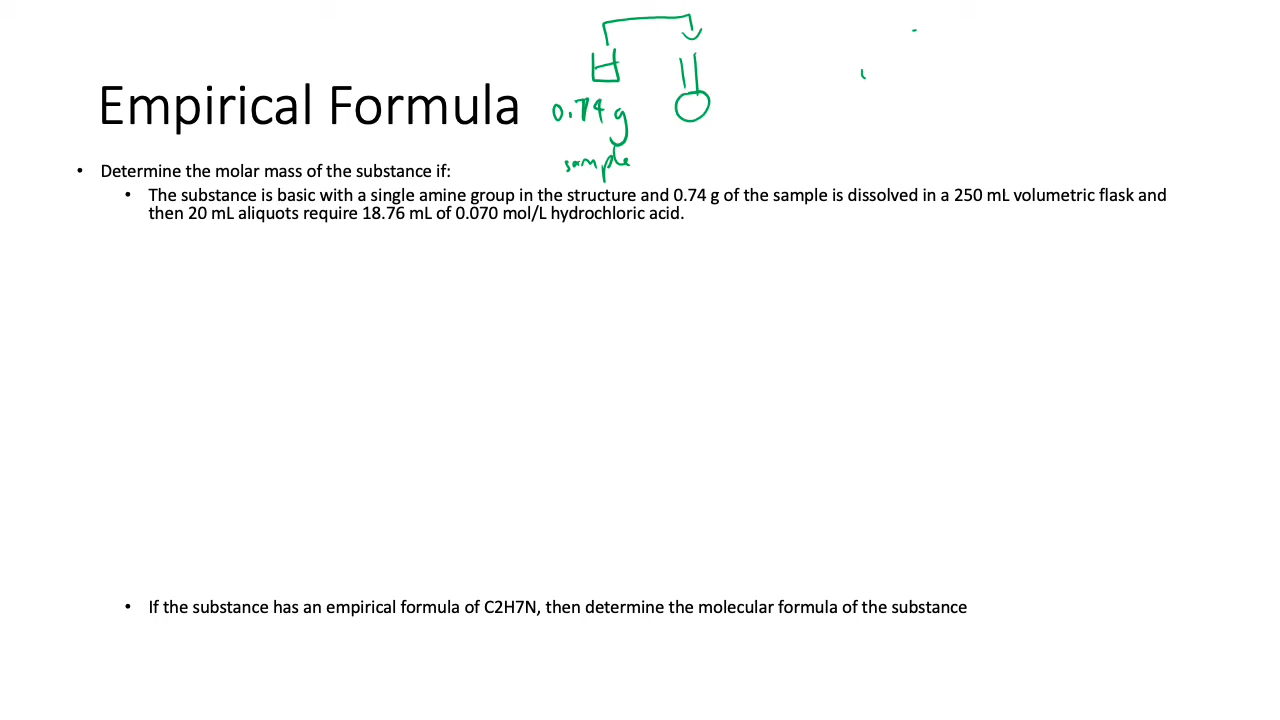 Empirical Formula
0.74 g
sample
• Determine the molar mass of the substance if:
• The substance is basic with a single amine group in the structure and 0.74 g of the sample is dissolved in a 250 mL volumetric flask and
then 20 mL aliquots require 18.76 mL of 0.070 mol/L hydrochloric acid.
• If the substance has an empirical formula of C2H7N, then determine the molecular formula of the substance